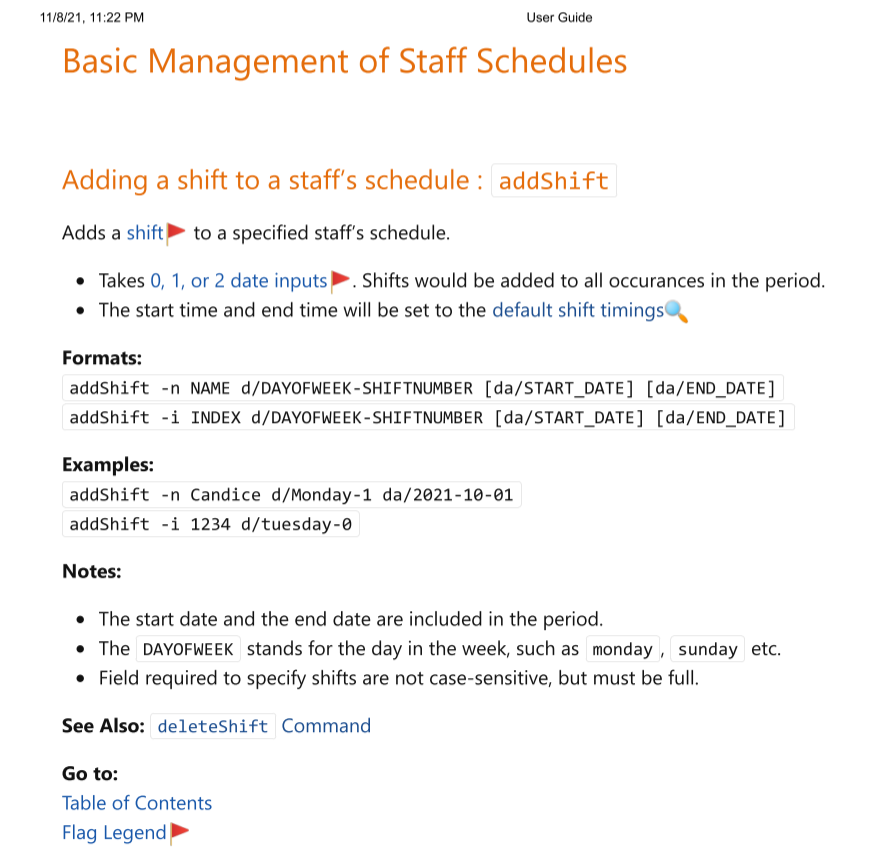 11/8/21, 11:22 PM User Guide
Basic Management of Staff Schedules
Adding a shift to a staff's schedule : addShift
Adds a shift to a specified staff's schedule.
• Takes 0, 1, or 2 date inputs. Shifts would be added to all occurances in the period.
• The start time and end time will be set to the default shift timings
Formats:
addShift -n NAME d/DAYOFWEEK-SHIFTNUMBER [da/START_DATE] [da/END_DATE]
addShift -i INDEX d/DAYOFWEEK-SHIFTNUMBER [da/START_DATE] [da/END_DATE]
Examples:
addShift -n Candice d/Monday-1 da/2021-10-01
addShift -i 1234 d/tuesday-0
Notes:
• The start date and the end date are included in the period.
• The DAYOFWEEK stands for the day in the week, such as monday, sunday etc.
• Field required to specify shifts are not case-sensitive, but must be full.
See Also: deleteShift Command
Go to:
Table of Contents
Flag Legend